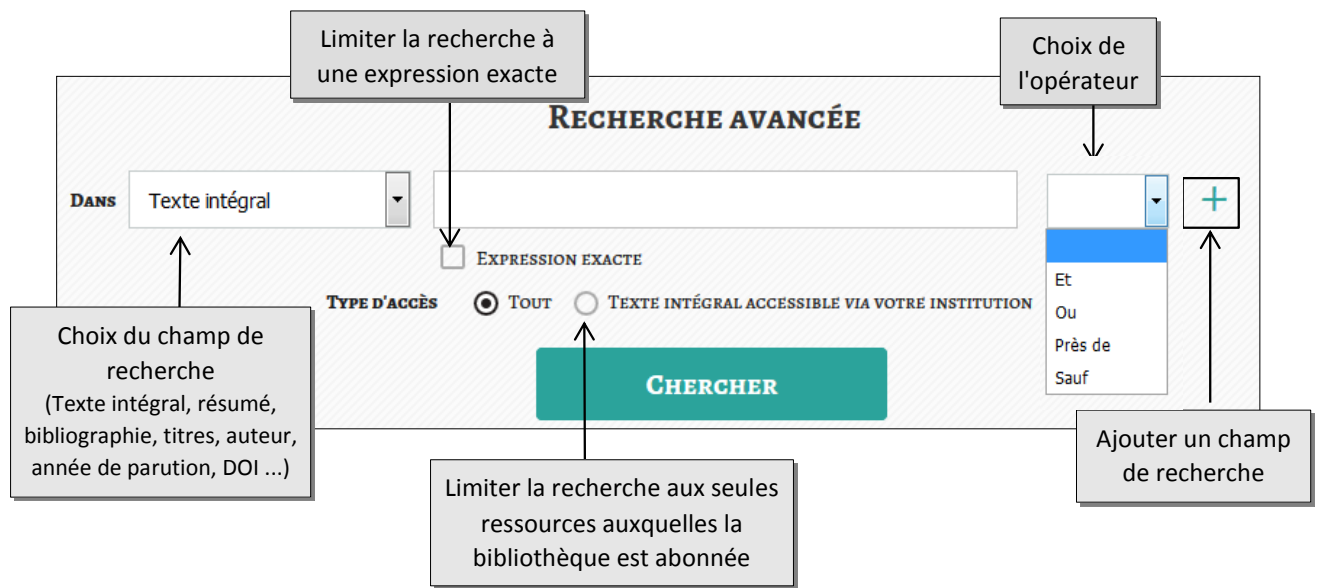 Limiter la recherche à
une expression exacte
Choix de
l'opérateur
RECHERCHE AVANCÉE
DANS
Texte intégral
EXPRESSION EXACTE
TYPE D'ACCÈS
TOUT
TEXTE INTÉGRAL ACCESSIBLE VIA VOTRE INSTITUTION
Et
Ou
Près de
Sauf
CHERCHER
Choix du champ de
recherche
(Texte intégral, résumé,
bibliographie, titres, auteur,
année de parution, DOI ...)
Limiter la recherche aux seules
ressources auxquelles la
bibliothèque est abonnée
Ajouter un champ
de recherche